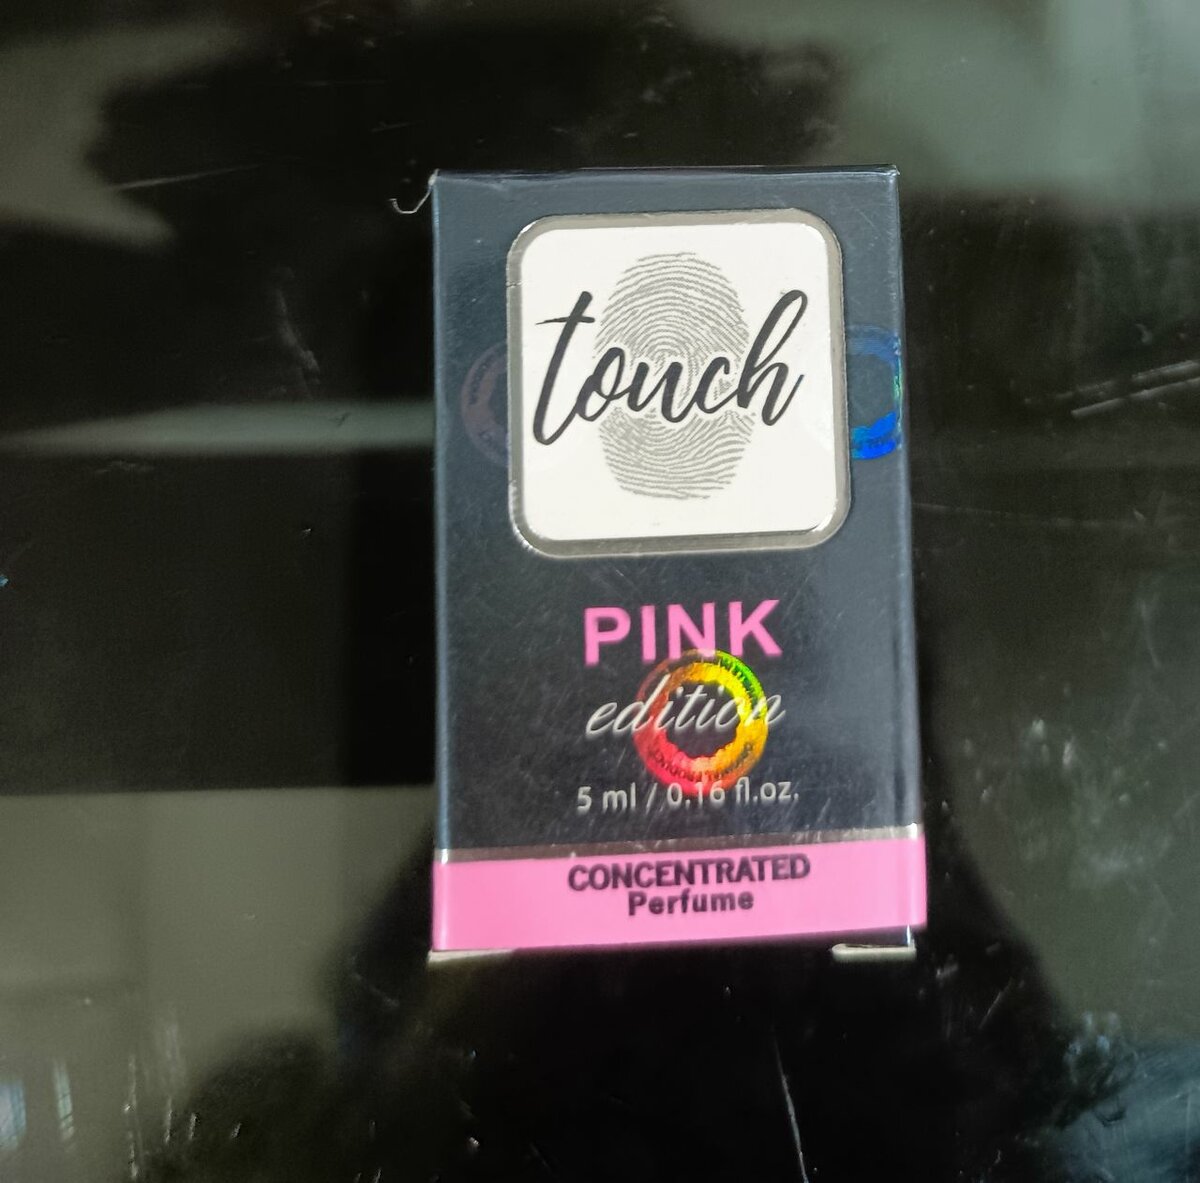 touch
PINK
edition
5 ml / 0.16 fl.oz.
CONCENTRATED
Perfume